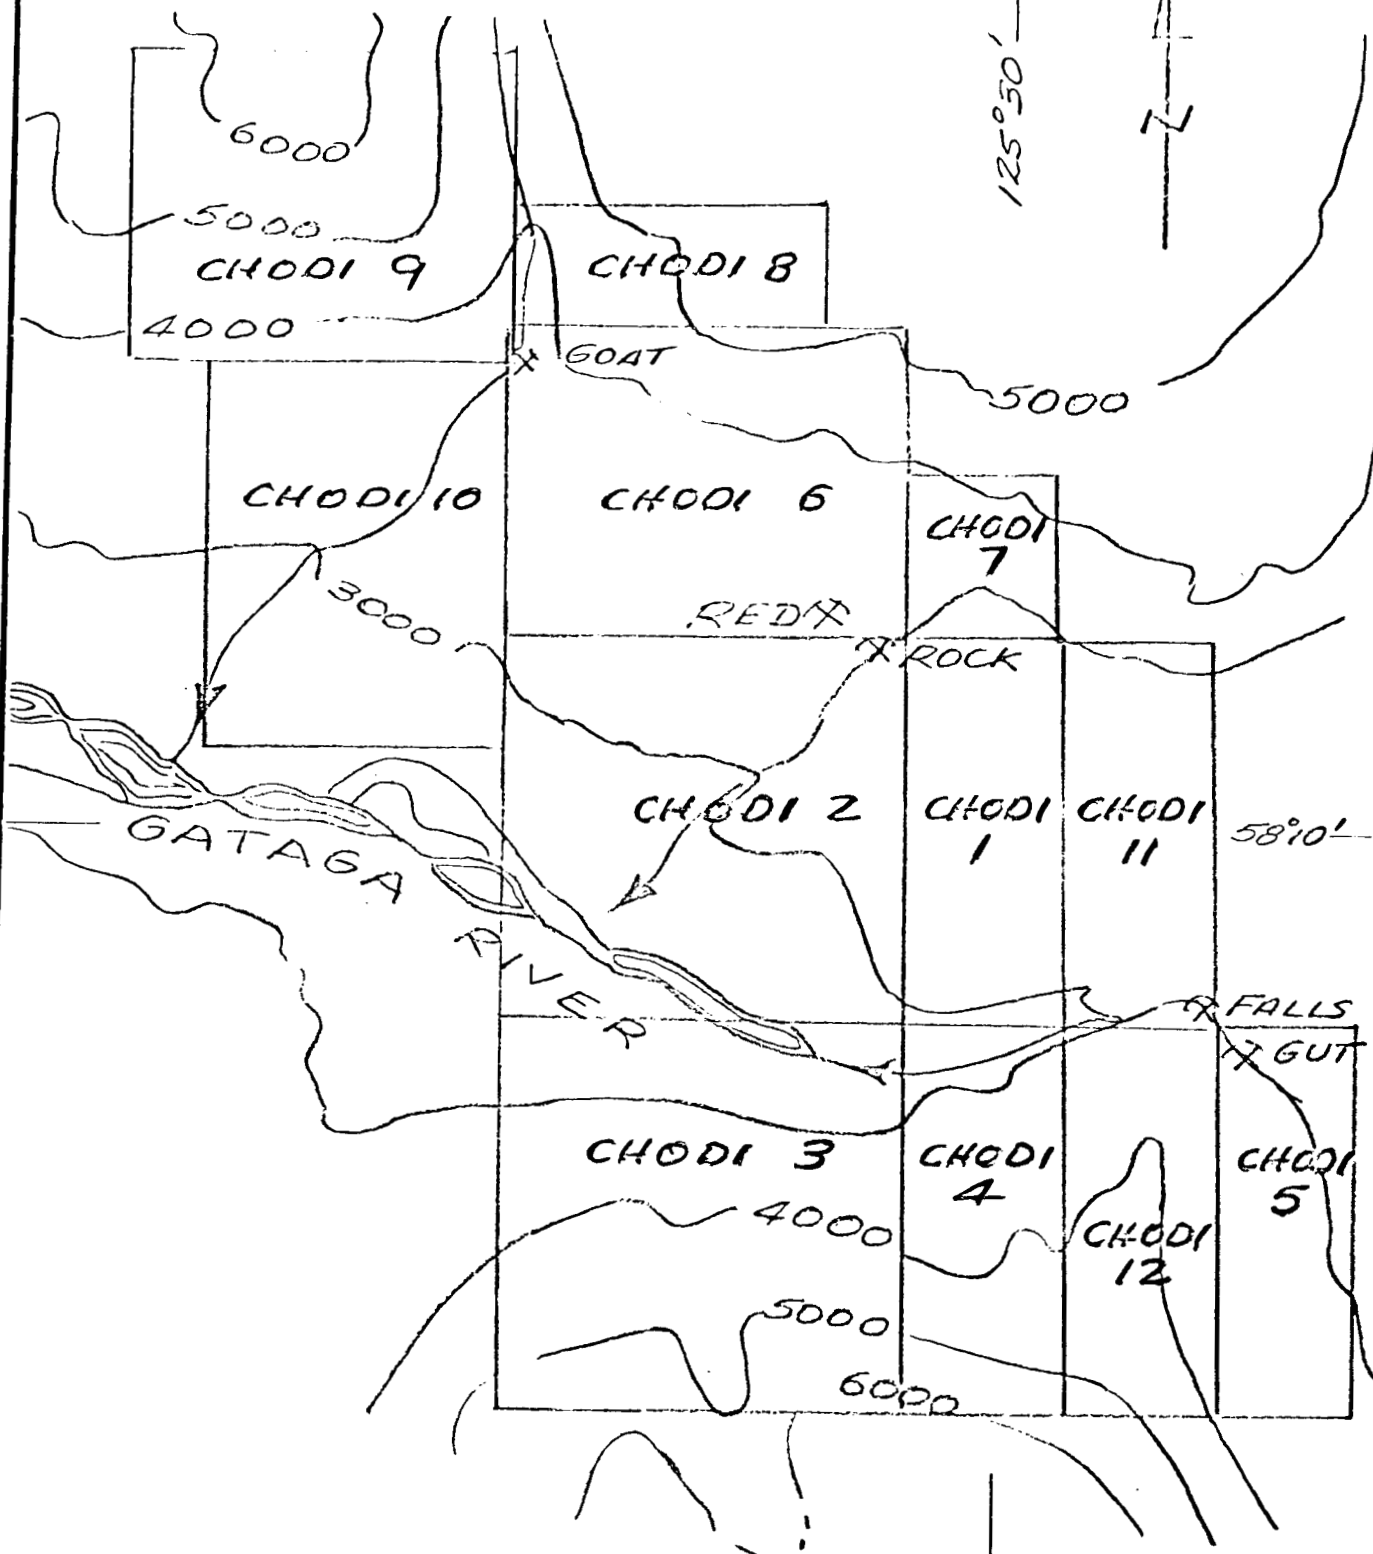 125°50'
N
6000
5000
CHODI 9
CHODI 8
4000
GOAT
5000
CHODI 10
CHODI 6
CHODI
7
3000
RED
ROCK
CHODI 2
CHODI
1
CHODI
11
58°10'
GATAGA
RIVER
FALLS
GUT
CHODI 3
CHODI
4
CHODI
5
4000
CHODI
12
5000
6000